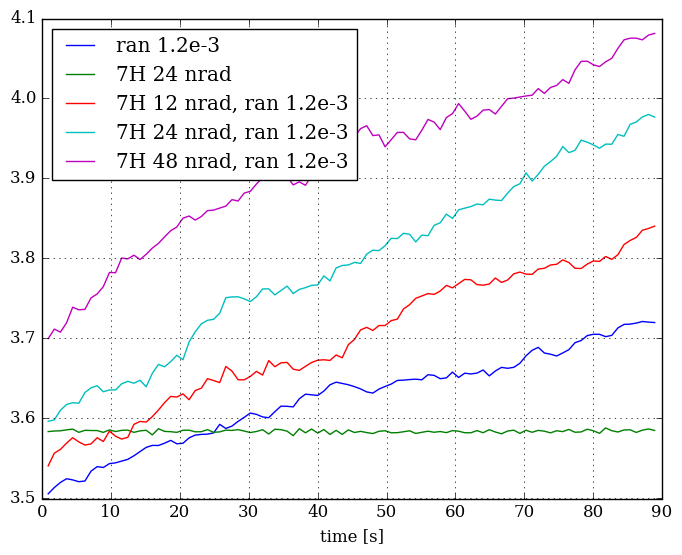 4.1
4.0
3.9
3.8
3.7
3.6
3.5
ran 1.2e-3
7H 24 nrad
7H 12 nrad, ran 1.2e-3
7H 24 nrad, ran 1.2e-3
7H 48 nrad, ran 1.2e-3
0 10 20 30 40 50 60 70 80 90
time [s]